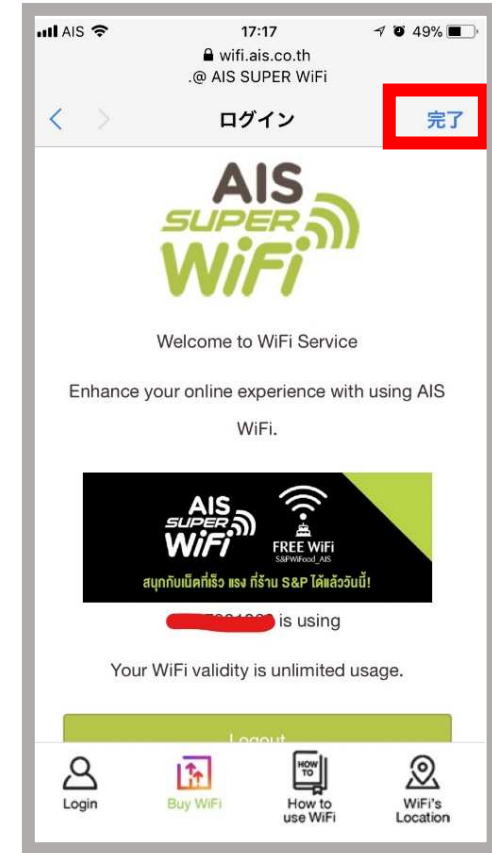 AIS 17:17 49%
wifi.ais.co.th
.@ AIS SUPER WiFi
ログイン 完了
AIS
SUPER
WiFi
Welcome to WiFi Service
Enhance your online experience with using AIS
WiFi.
AIS
SUPER
WiFi
FREE WiFi
S&PWiFood_AIS
สนุกกับเน็ตที่เร็ว แรง ที่ร้าน S&P ได้แล้ววันนี้!
is using
Your WiFi validity is unlimited usage.
Logout
Login Buy WiFi How to use WiFi WiFi's Location
HOW
TO